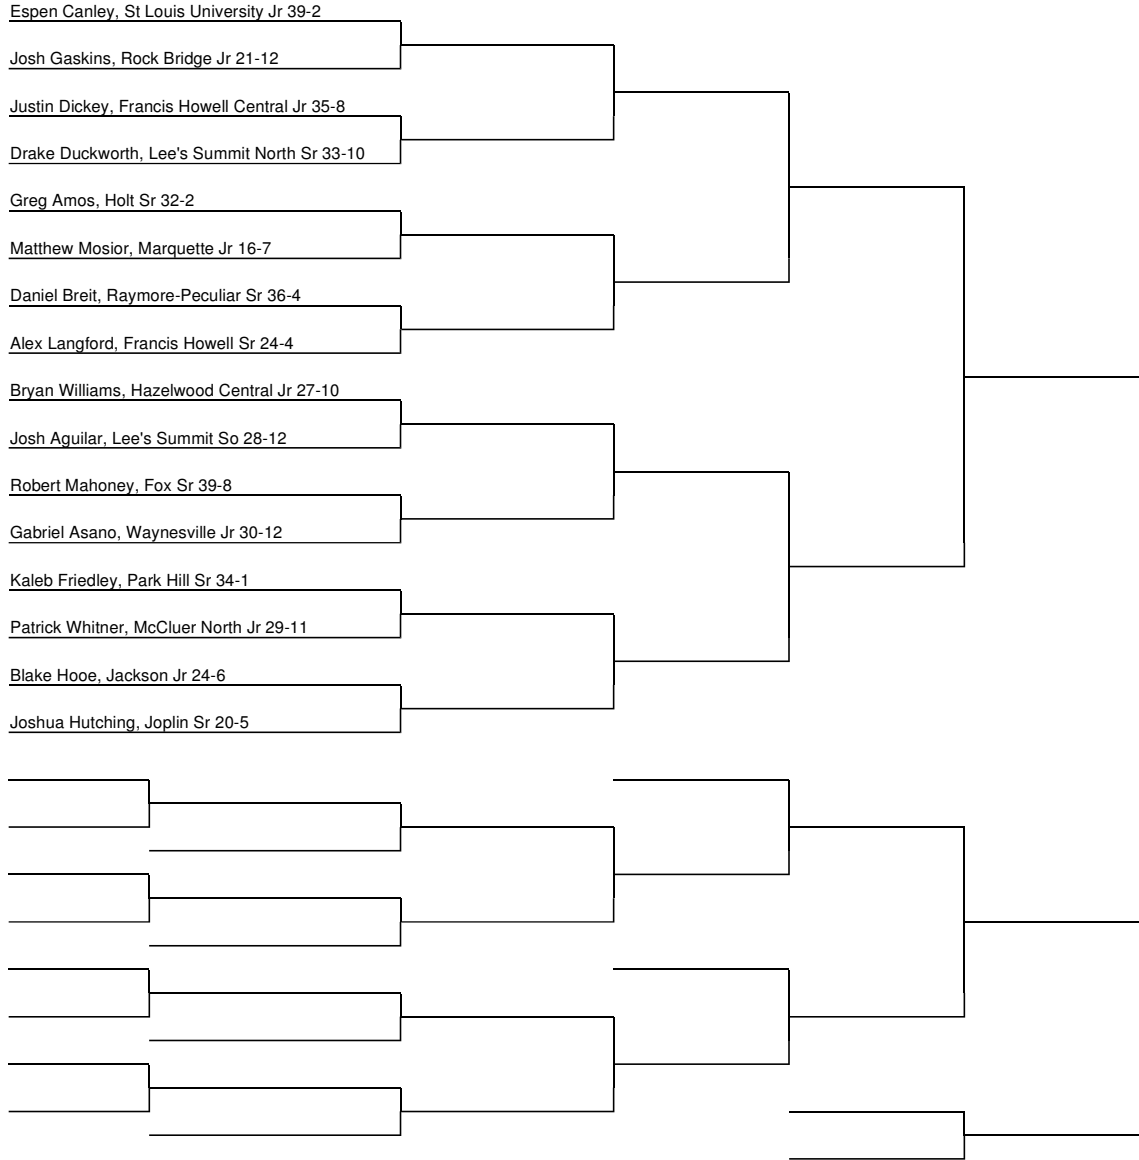 Espen Canley, St Louis University Jr 39-2
Josh Gaskins, Rock Bridge Jr 21-12
Justin Dickey, Francis Howell Central Jr 35-8
Drake Duckworth, Lee's Summit North Sr 33-10
Greg Amos, Holt Sr 32-2
Matthew Mosior, Marquette Jr 16-7
Daniel Breit, Raymore-Peculiar Sr 36-4
Alex Langford, Francis Howell Sr 24-4
Bryan Williams, Hazelwood Central Jr 27-10
Josh Aguilar, Lee's Summit So 28-12
Robert Mahoney, Fox Sr 39-8
Gabriel Asano, Waynesville Jr 30-12
Kaleb Friedley, Park Hill Sr 34-1
Patrick Whitner, McCluer North Jr 29-11
Blake Hooe, Jackson Jr 24-6
Joshua Hutching, Joplin Sr 20-5